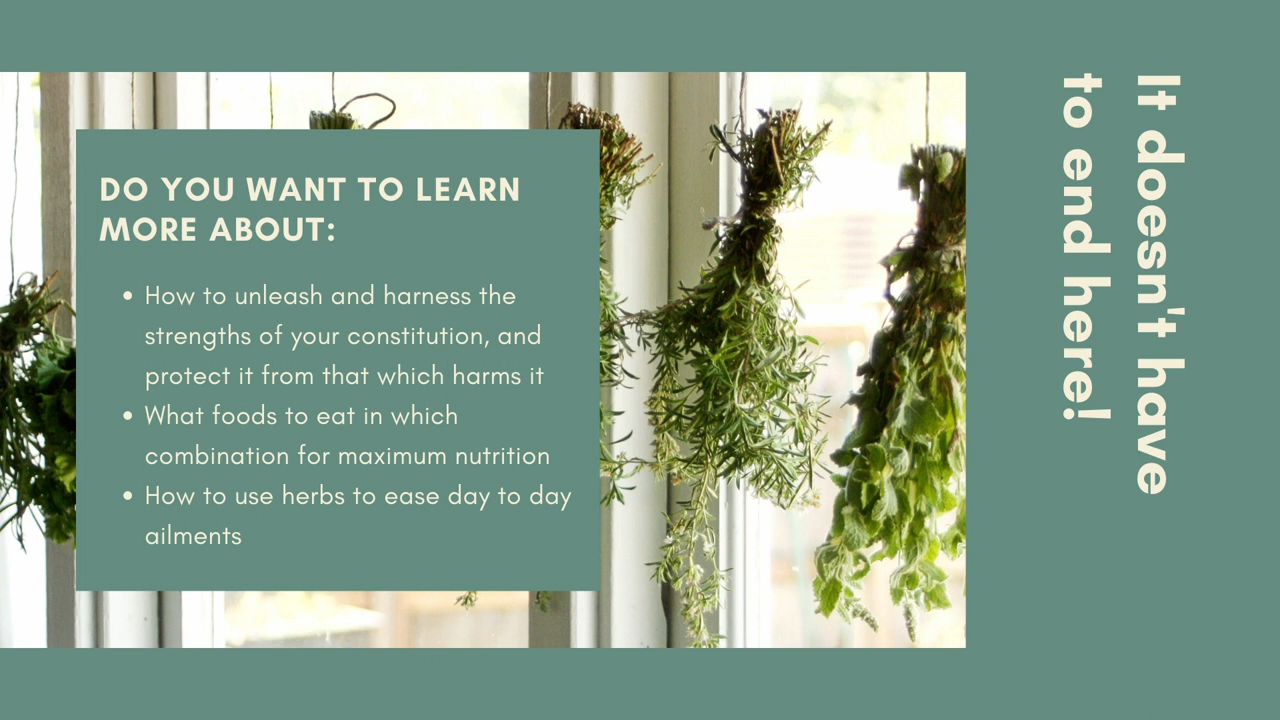 DO YOU WANT TO LEARN
MORE ABOUT:
• How to unleash and harness the
strengths of your constitution, and
protect it from that which harms it
• What foods to eat in which
combination for maximum nutrition
• How to use herbs to ease day to day
ailments
It doesn't have
to end here!